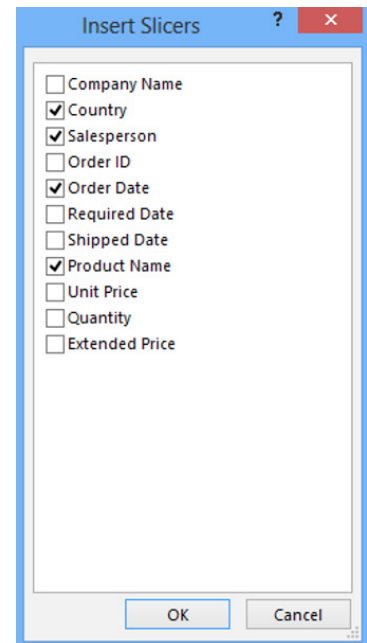 Insert Slicers ?
Company Name
Country
Salesperson
Order ID
Order Date
Required Date
Shipped Date
Product Name
Unit Price
Quantity
Extended Price
OK Cancel